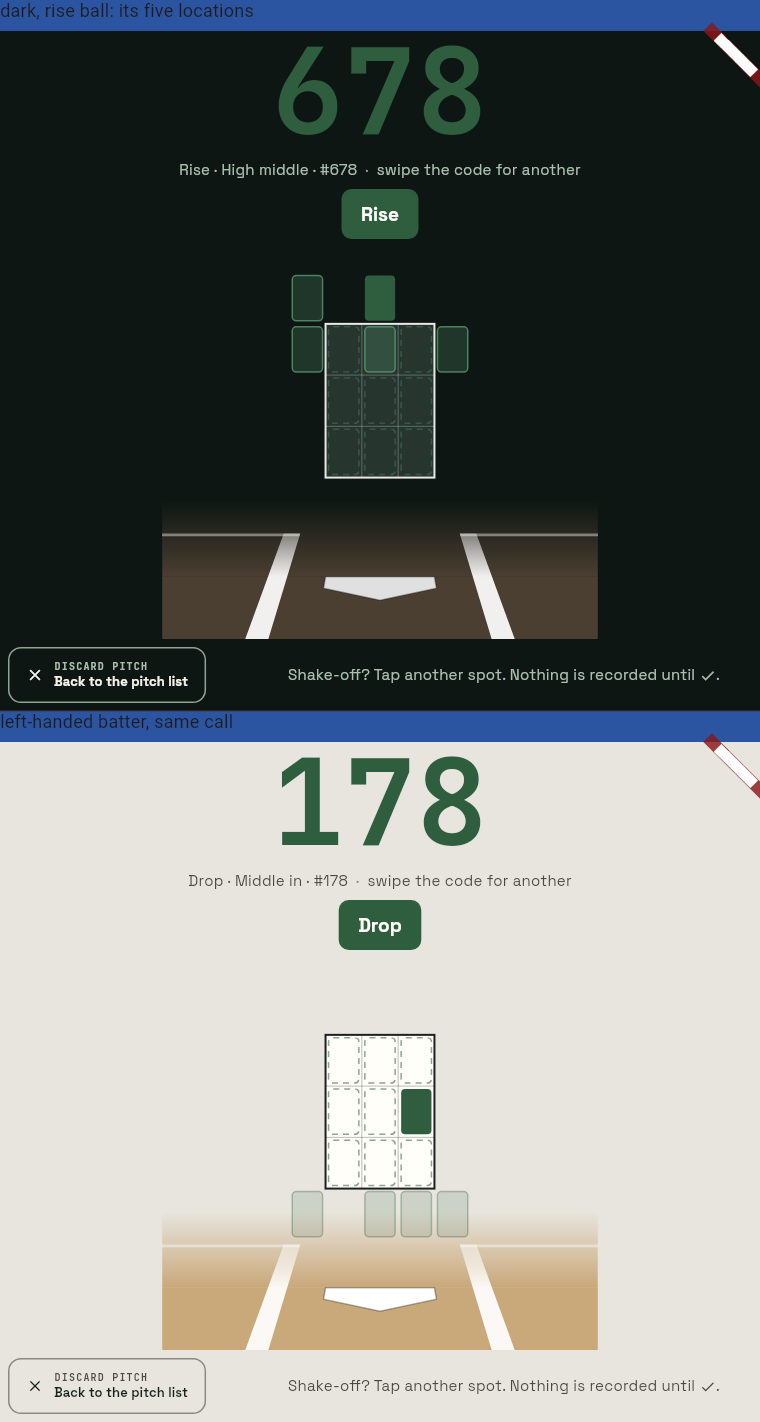 dark, rise ball: its five locations
678
Rise · High middle · #678 · swipe the code for another
Rise
DISCARD PITCH
Back to the pitch list
Shake-off? Tap another spot. Nothing is recorded until ✓.
left-handed batter, same call
178
Drop · Middle in · #178 · swipe the code for another
Drop
DISCARD PITCH
Back to the pitch list
Shake-off? Tap another spot. Nothing is recorded until ✓.